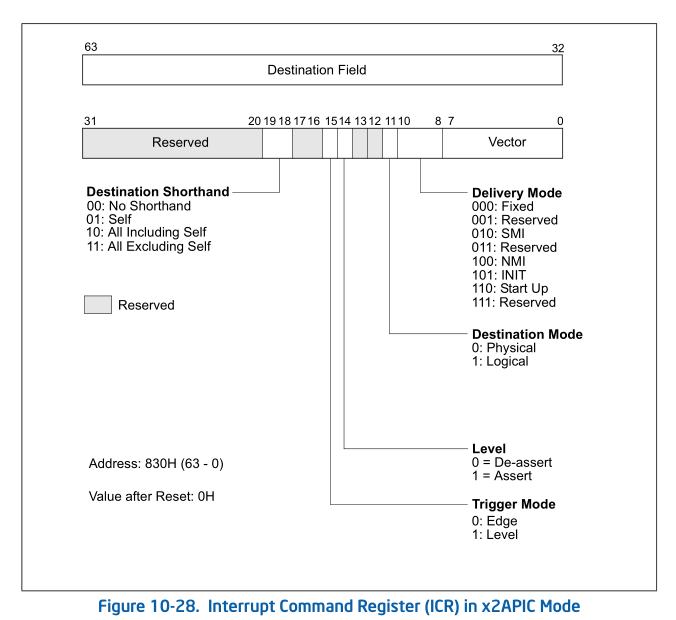 63 32
Destination Field
31 20 19 18 17 16 15 14 13 12 11 10 8 7 0
Reserved Vector
Destination Shorthand
00: No Shorthand
01: Self
10: All Including Self
11: All Excluding Self
Reserved
Delivery Mode
000: Fixed
001: Reserved
010: SMI
011: Reserved
100: NMI
101: INIT
110: Start Up
111: Reserved
Destination Mode
0: Physical
1: Logical
Address: 830H (63 - 0)
Value after Reset: 0H
Level
0 = De-assert
1 = Assert
Trigger Mode
0: Edge
1: Level
Figure 10-28. Interrupt Command Register (ICR) in x2APIC Mode